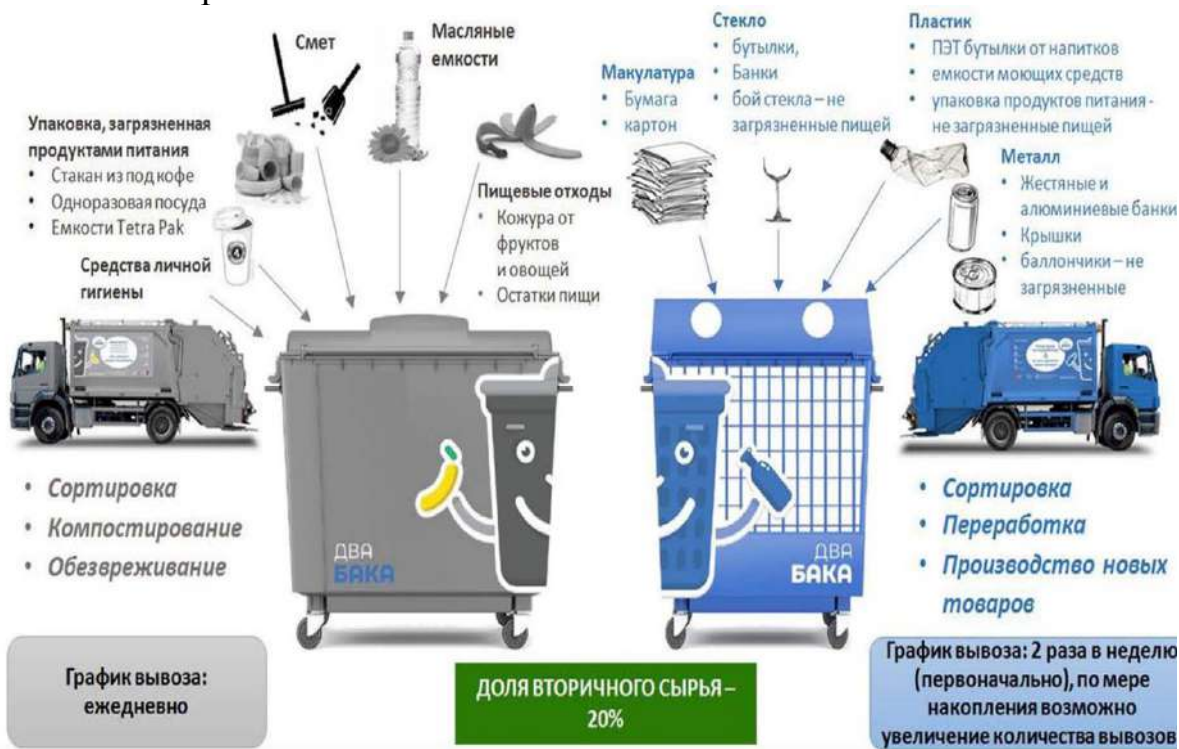 Смет
Масляные
емкости
Упаковка, загрязненная
продуктами питания
• Стакан из под кофе
• Одноразовая посуда
• Емкости Tetra Pak
Средства личной
гигиены
Пищевые отходы
• Кожура от
фруктов
и овощей
• Остатки пищи
Макулатура
• Бумага
• картон
Стекло
• бутылки,
• Банки
• бой стекла – не
загрязненные пищей
Пластик
• ПЭТ бутылки от напитков
• емкости моющих средств
• упаковка продуктов питания -
не загрязненные пищей
Металл
• Жестяные и
алюминиевые банки
• Крышки
• баллончики – не
загрязненные
• Сортировка
• Компостирование
• Обезвреживание
ДВА
БАКА
ДВА
БАКА
• Сортировка
• Переработка
• Производство новых
товаров
График вывоза:
ежедневно
ДОЛЯ ВТОРИЧНОГО СЫРЬЯ –
20%
График вывоза: 2 раза в неделю
(первоначально), по мере
накопления возможно
увеличение количества вывозов